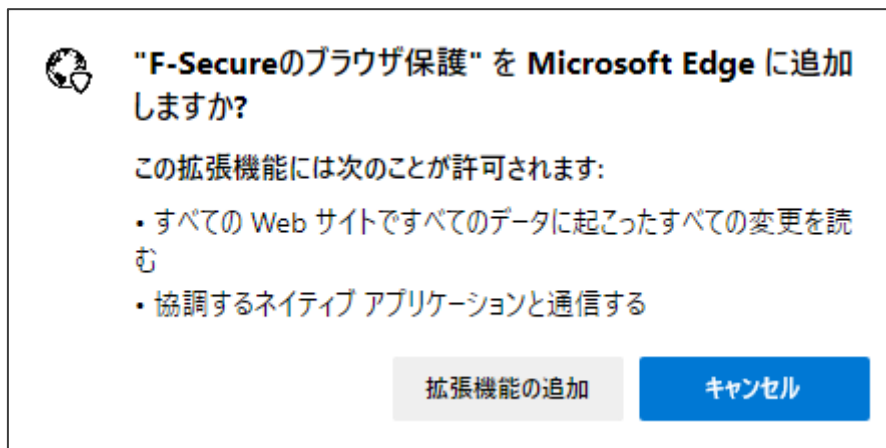 "F-Secureのブラウザ保護" を Microsoft Edge に追加
しますか?
この拡張機能には次のことが許可されます:
• すべての Web サイトですべてのデータに起こったすべての変更を読
む
• 協調するネイティブ アプリケーションと通信する
拡張機能の追加
キャンセル